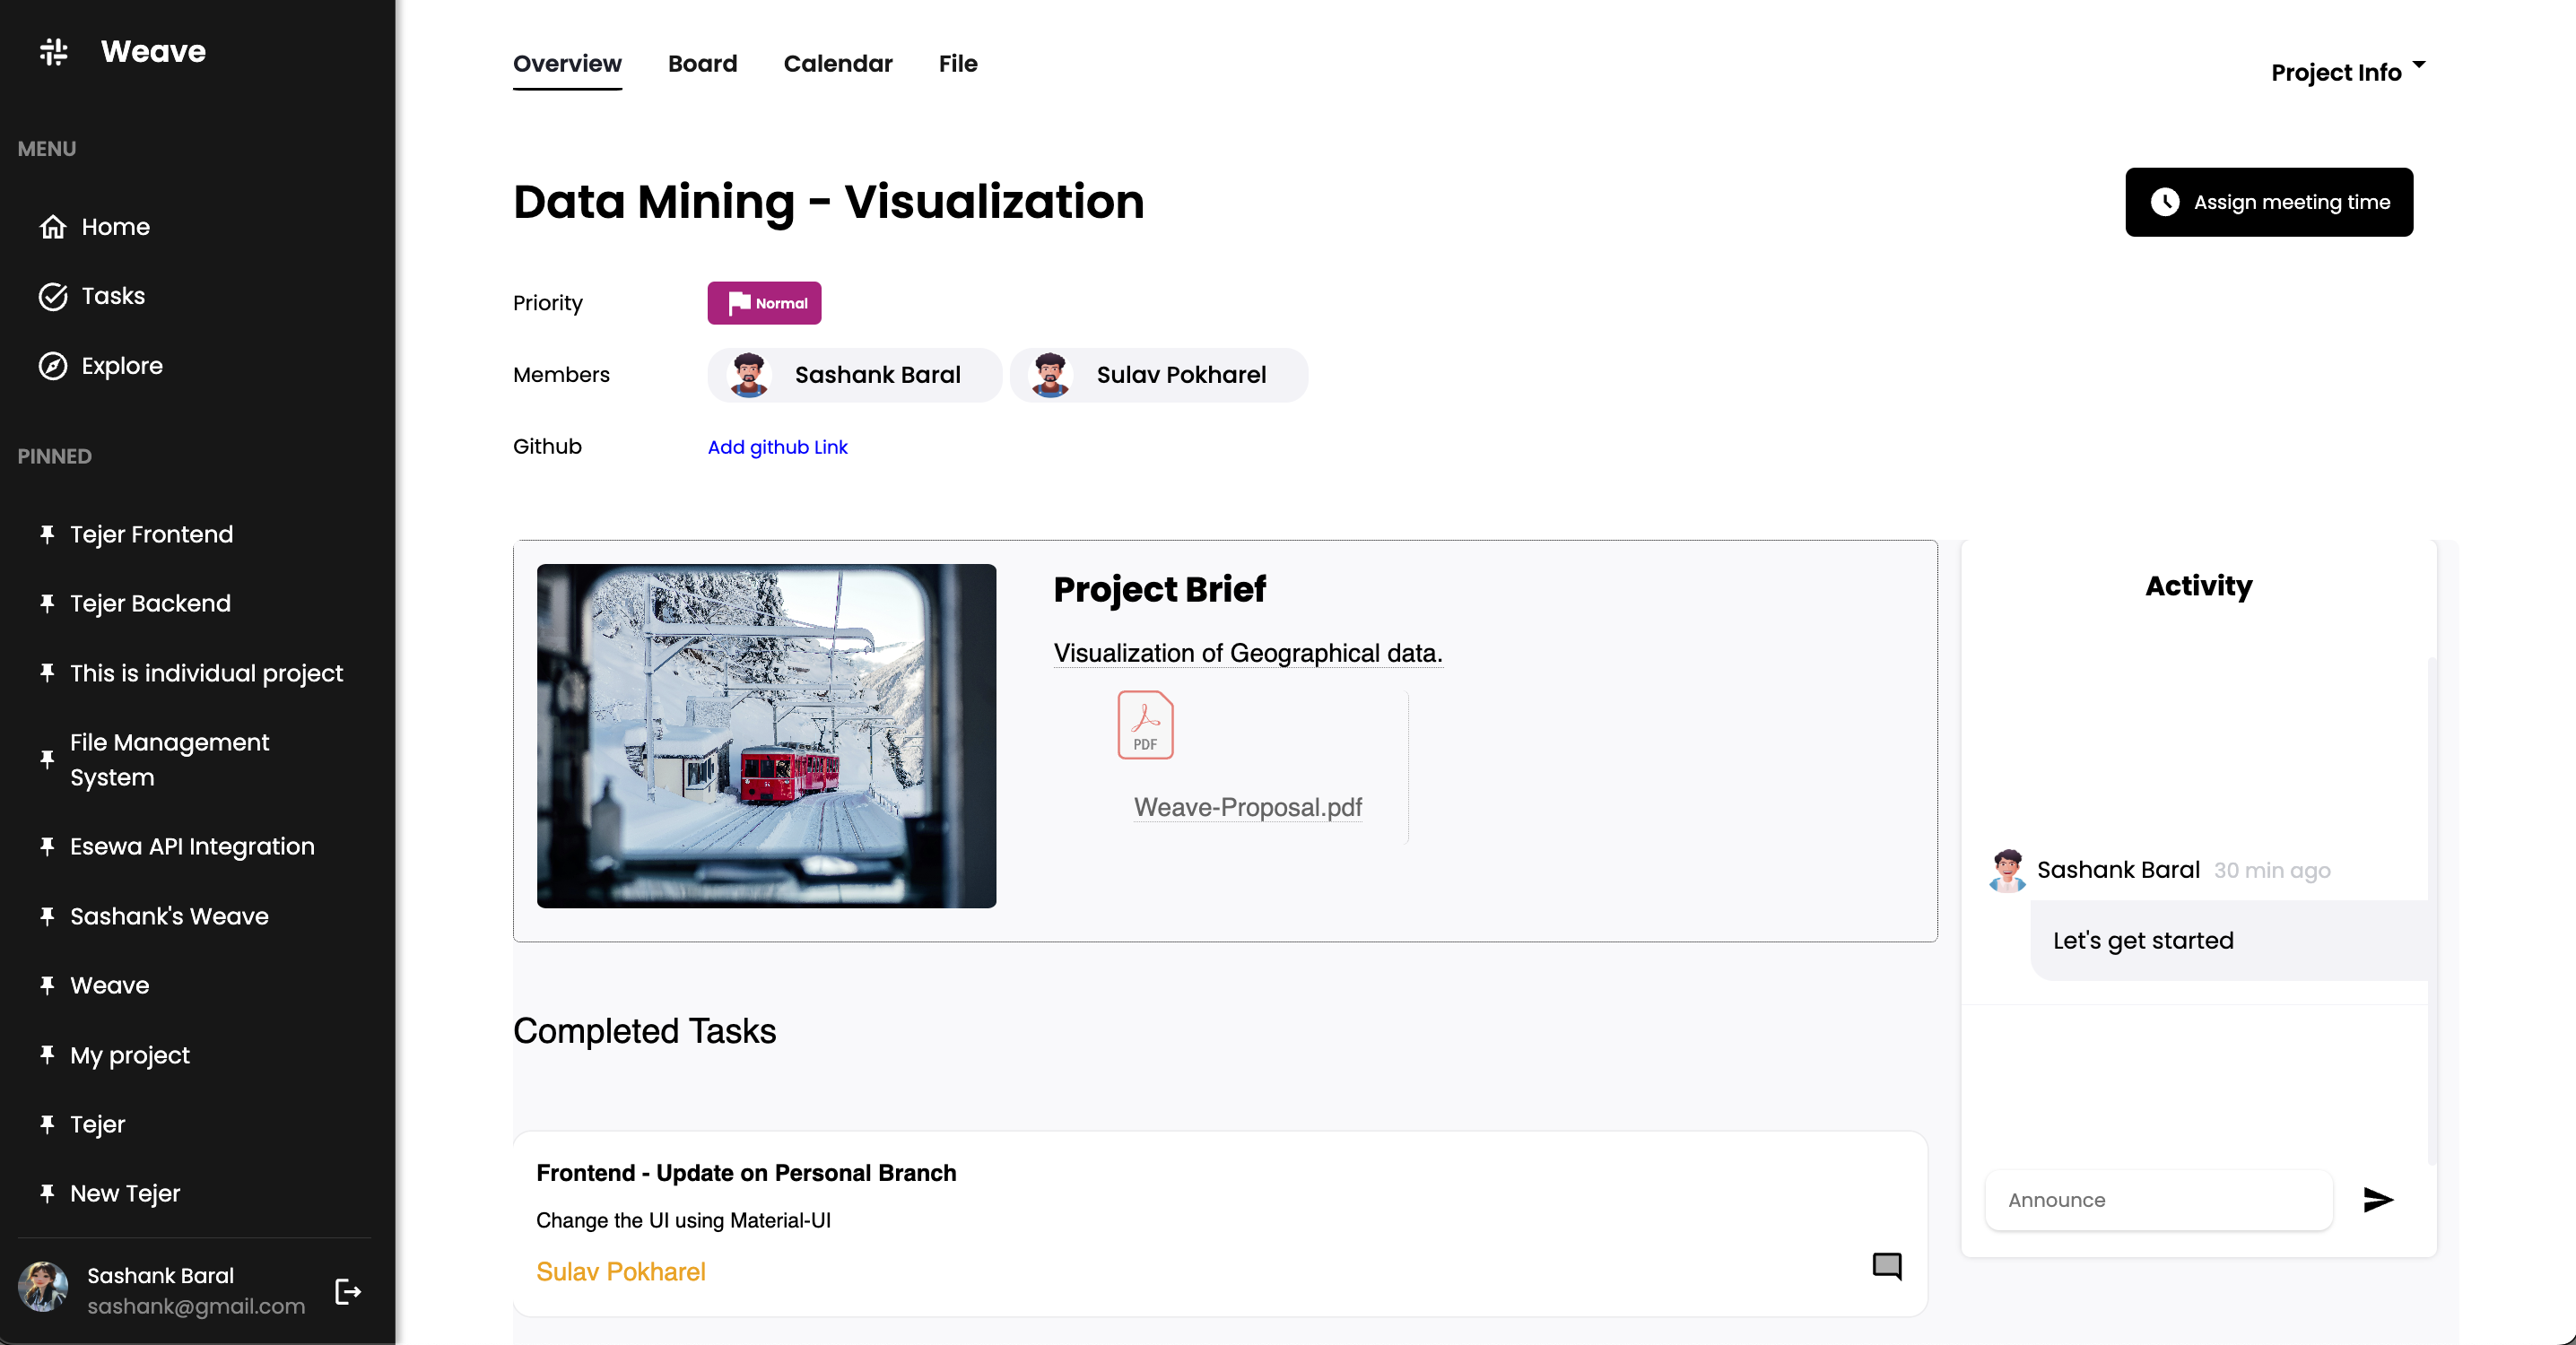 Weave
MENU
Home
Tasks
Explore
PINNED
Tejer Frontend
Tejer Backend
This is individual project
File Management
System
Esewa API Integration
Sashank's Weave
Weave
My project
Tejer
New Tejer
Sashank Baral
sashank@gmail.com
Overview Board Calendar File
Project Info
Data Mining - Visualization
Assign meeting time
Priority Normal
Members Sashank Baral Sulav Pokharel
Github Add github Link
Project Brief
Visualization of Geographical data.
PDF
Weave-Proposal.pdf
Completed Tasks
Frontend - Update on Personal Branch
Change the UI using Material-UI
Sulav Pokharel
Activity
Sashank Baral 30 min ago
Let's get started
Announce